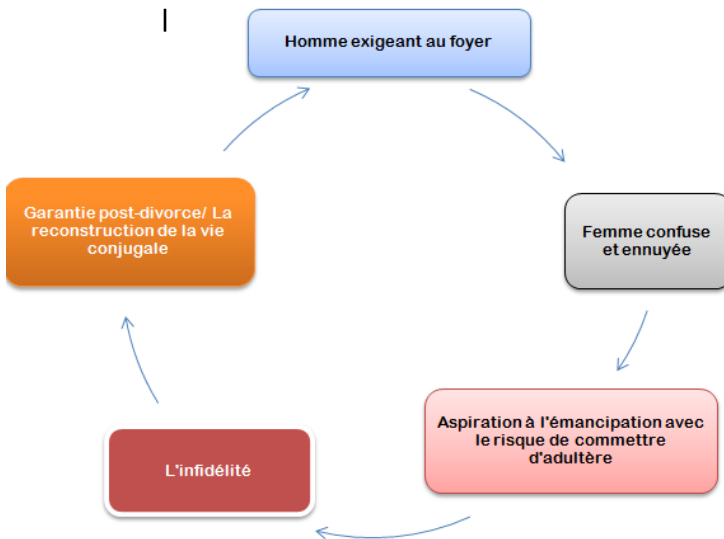 Homme exigeant au foyer
Femme confuse
et ennuyée
Aspiration à l'émancipation avec
le risque de commettre
d'adultère
L'infidélité
Garantie post-divorce/ La
reconstruction de la vie
conjugale